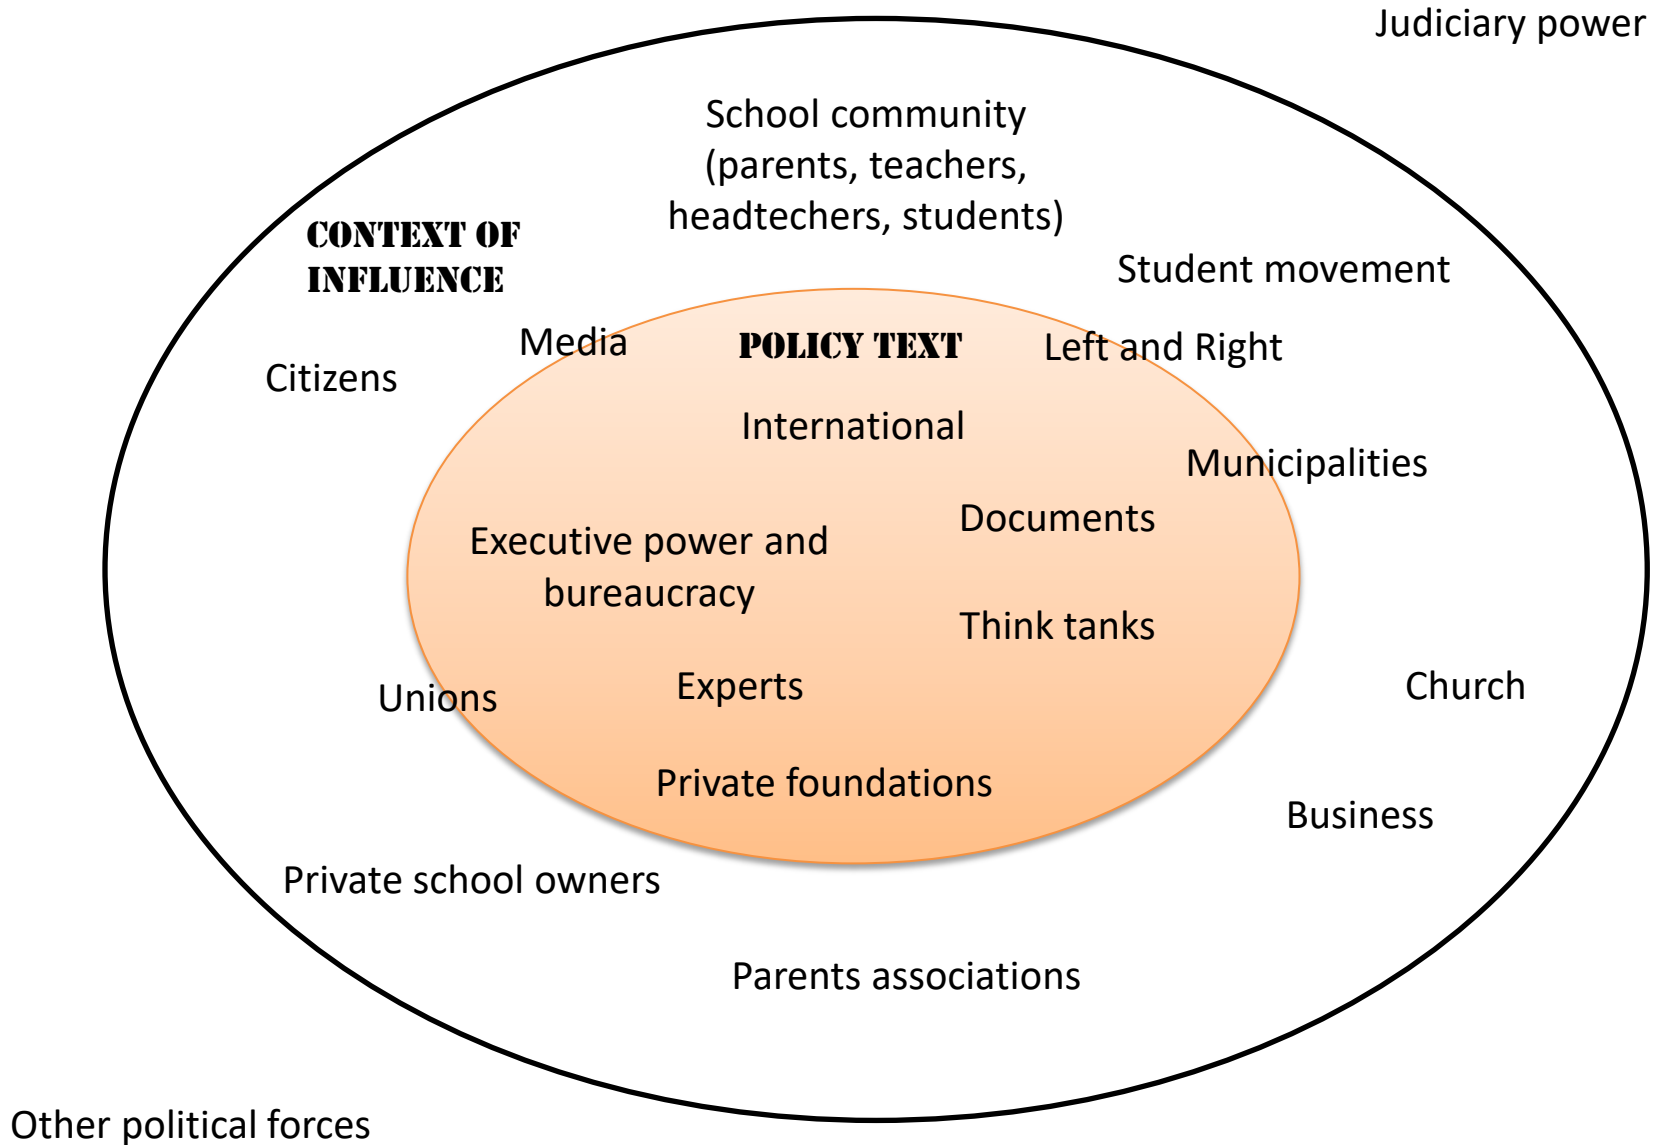 Judiciary power
School community
(parents, teachers,
headtechers, students)
CONTEXT OF
INFLUENCE
Student movement
Media
POLICY TEXT
Left and Right
Citizens
International
Municipalities
Documents
Executive power and
bureaucracy
Think tanks
Unions
Experts
Church
Private foundations
Business
Private school owners
Parents associations
Other political forces